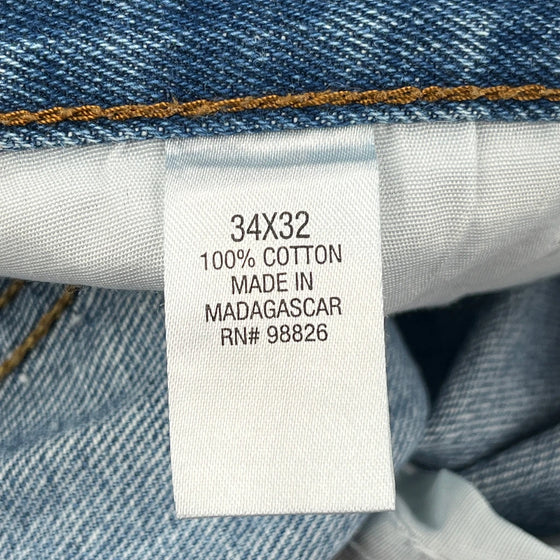 34X32
100% COTTON
MADE IN
MADAGASCAR
RN# 98826